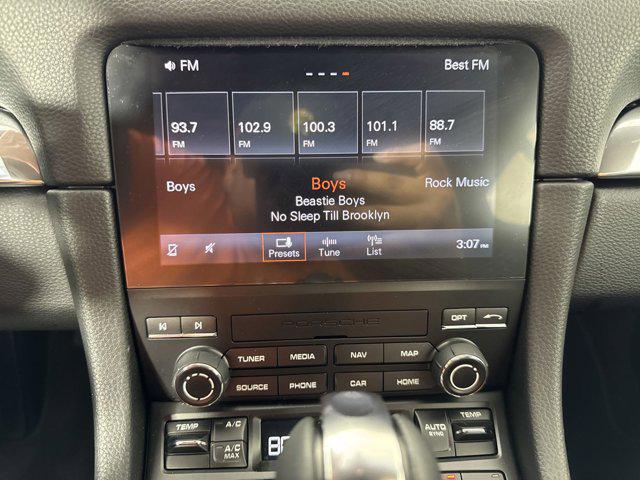 FM
Best FM
93.7 FM
102.9 FM
100.3 FM
101.1 FM
88.7 FM
Boys
Boys
Rock Music
Beastie Boys
No Sleep Till Brooklyn
Presets
Tune
List
3:07 PM
PORSCHE
OPT
TUNER
MEDIA
NAV
MAP
SOURCE
PHONE
CAR
HOME
TEMP
A/C
A/C MAX
AUTO
SYNC
TEMP